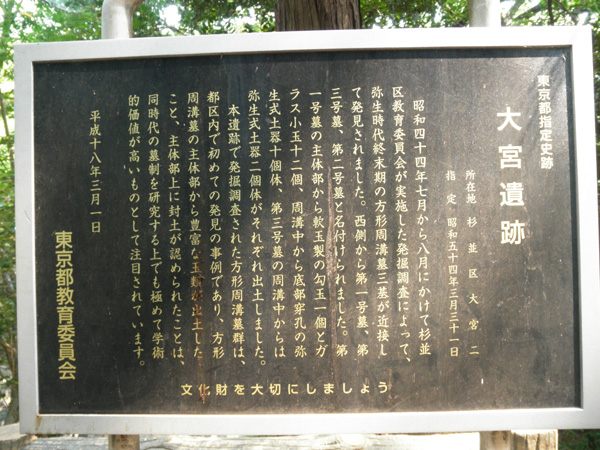 東京都指定史跡
大宮遺跡
所在地 杉並区大宮二
指定 昭和五十四年三月三十一日
昭和四十四年七月から八月にかけて杉並
区教育委員会が実施した発掘調査によって、
弥生時代終末期の方形周溝墓三基が近接し
て発見されました。西側から第一号墓、第
三号墓、第二号墓と名付けられました。第
一号墓の主体部から軟玉製の勾玉一個とガ
ラス小玉十二個、周溝中から底部穿孔の弥
生式土器十個体、第三号墓の周溝中からは
弥生式土器二個体がそれぞれ出土しました。
本遺跡で発掘調査された方形周溝墓群は、
都区内で初めての発見の事例であり、方形
周溝墓の主体部から豊富な玉類が出土した
こと、主体部上に封土が認められたことは、
同時代の墓制を研究する上でも極めて学術
的価値が高いものとして注目されています。
平成十八年三月一日
東京都教育委員会
文化財を大切にしましょう